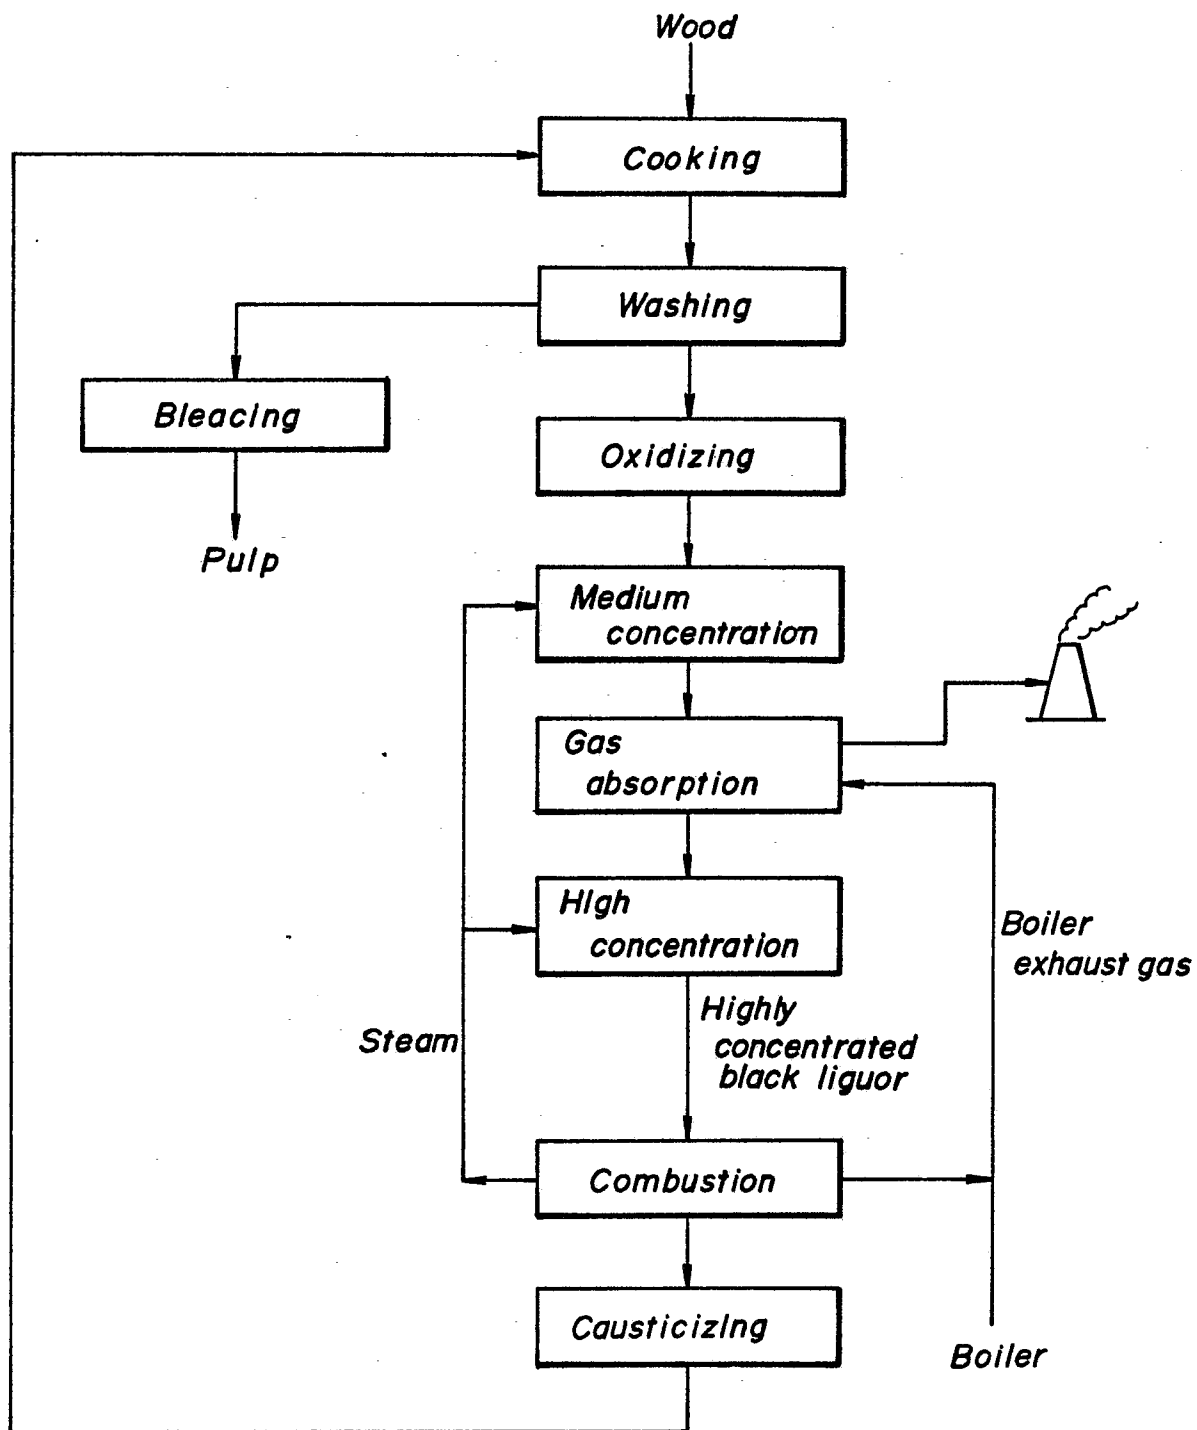 Wood
Cooking
Washing
Bleacing
Oxidizing
Pulp
Medium
concentration
Gas
absorption
HIgh
concentration
Boiler
exhaust gas
Highly
concentrated
black liguor
Steam
Combustion
CausticizIng
Boiler